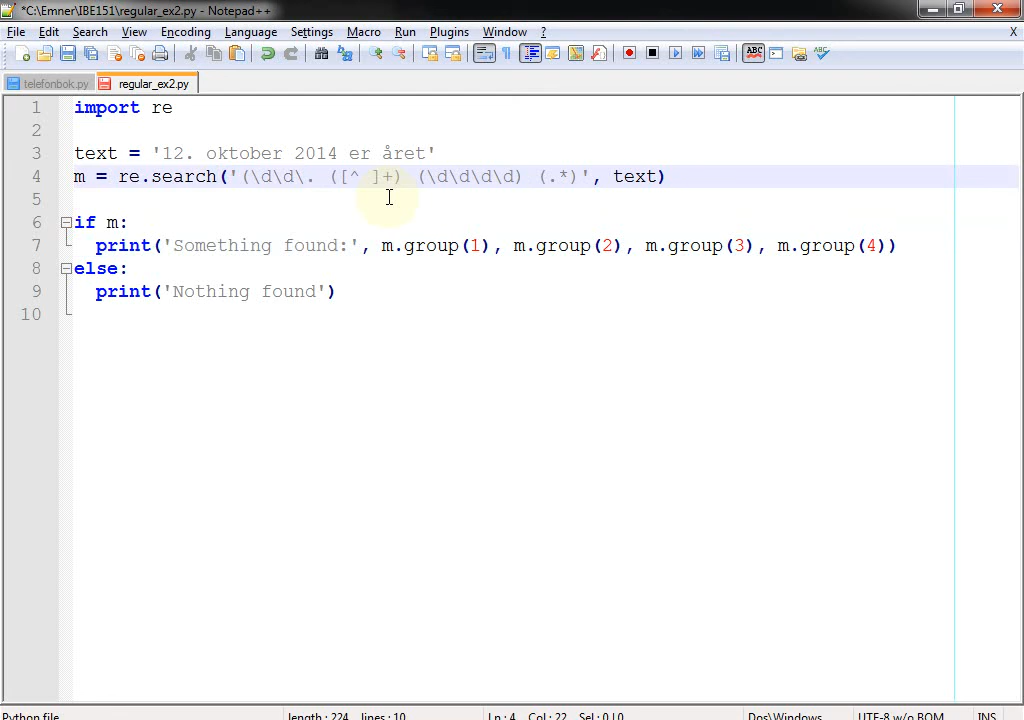 *C:\Emner\IBE151\regular_ex2.py - Notepad++
File Edit Search View Encoding Language Settings Macro Run Plugins Window ? X
telefonbok.py regular_ex2.py
1 import re
2
3 text = '12. oktober 2014 er året'
4 m = re.search('(\d\d\. ([^ ]+) (\d\d\d\d) (.*)', text)
5
6 if m:
7 print('Something found:', m.group(1), m.group(2), m.group(3), m.group(4))
8 else:
9 print('Nothing found')
10
Python file length : 224 lines : 10 Ln : 4 Col : 22 Sel : 0 | 0 Dos\Windows UTF-8 w/o BOM INS